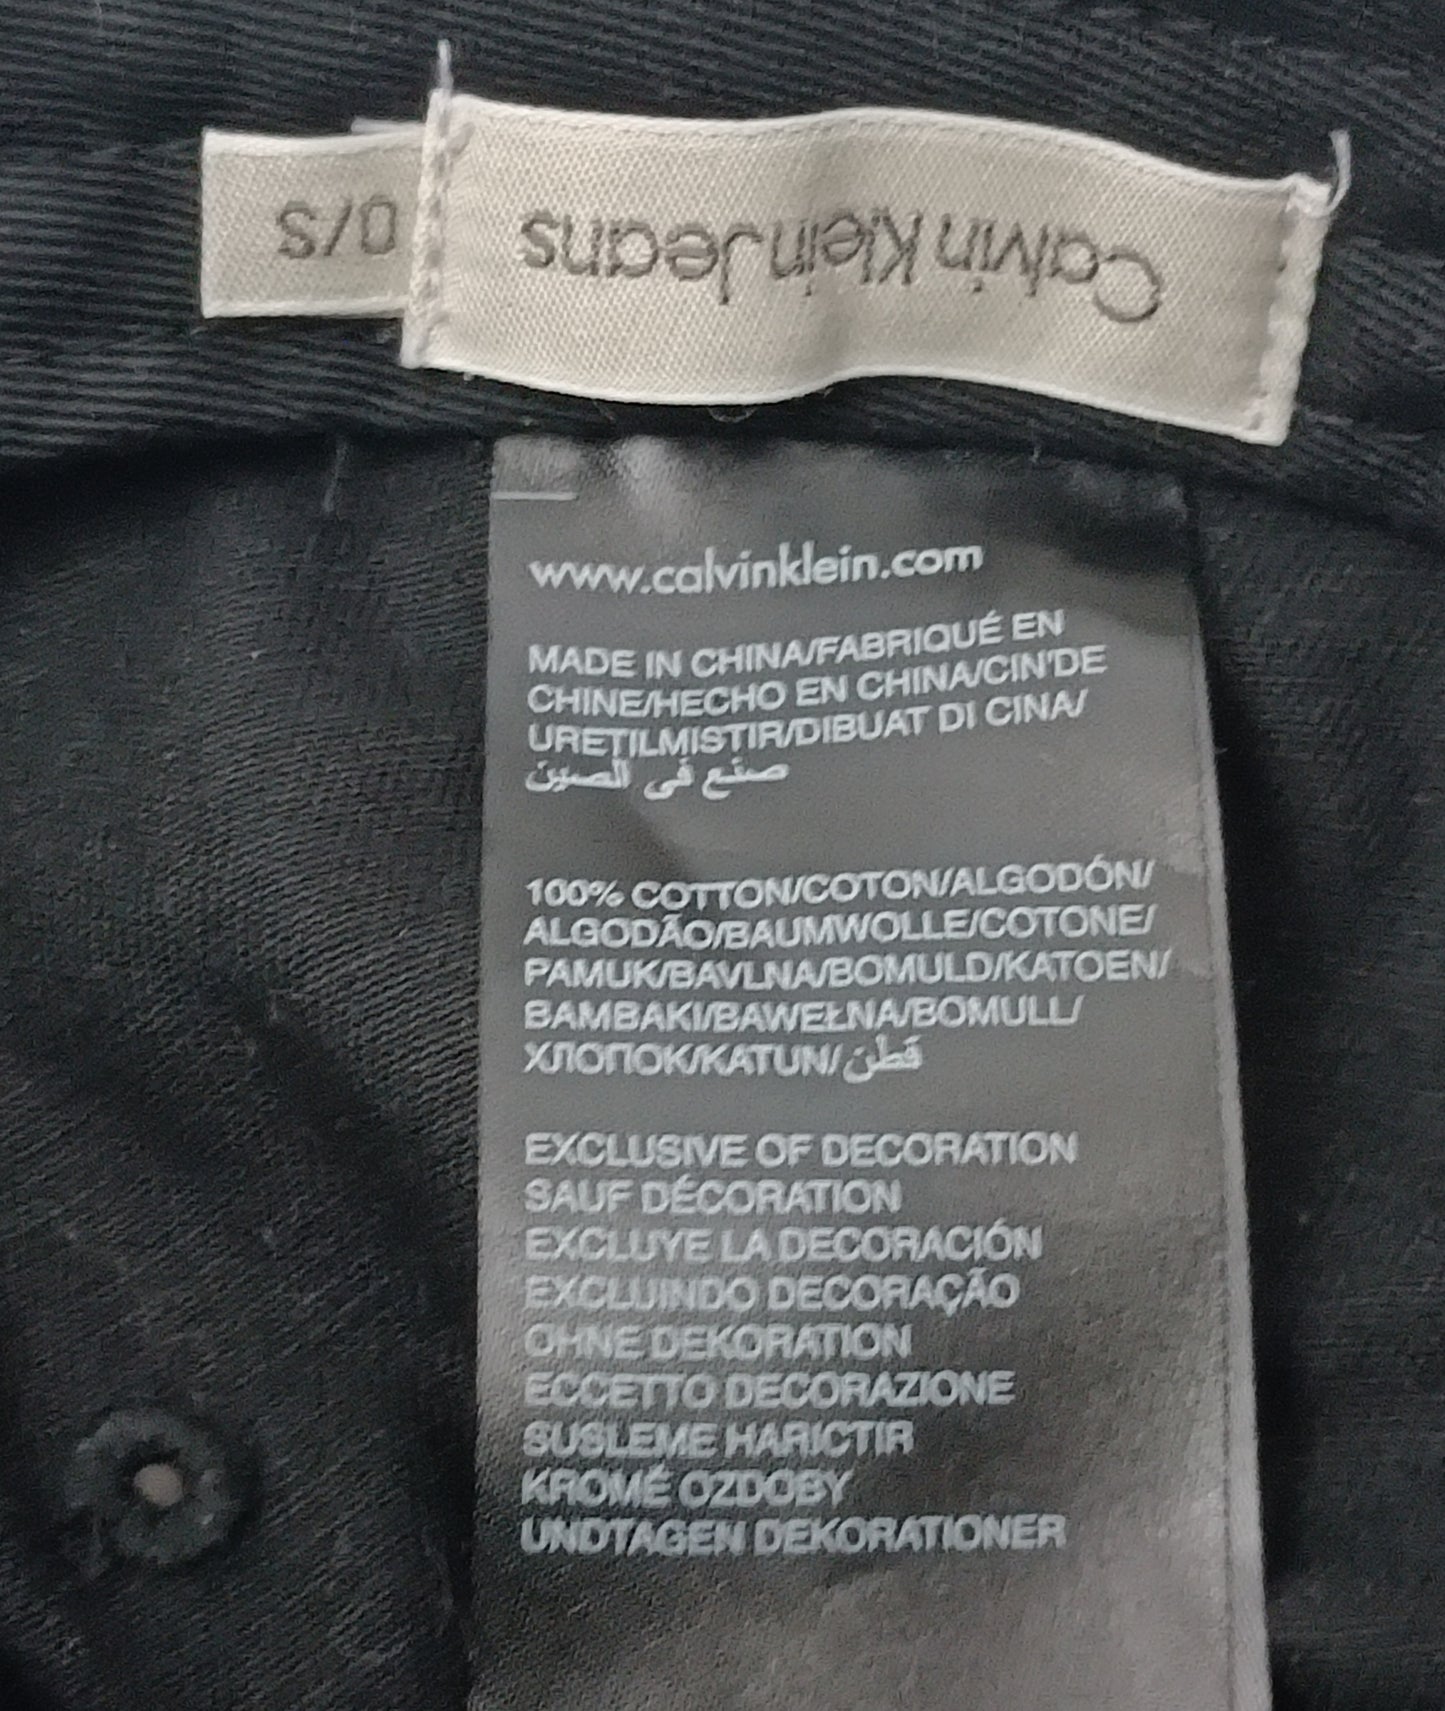 Calvin Klein Jeans
O/S
www.calvinklein.com
MADE IN CHINA/FABRIQUÉ EN
CHINE/HECHO EN CHINA/CIN'DE
URETILMISTIR/DIBUAT DI CINA/
صنع في الصين
100% COTTON/COTON/ALGODÓN/
ALGODÃO/BAUMWOLLE/COTONE/
PAMUK/BAVLNA/BOMULD/KATOEN/
BAMBAKI/BAWEŁNA/BOMULL/
ХЛОПОК/KATUN/قطن
EXCLUSIVE OF DECORATION
SAUF DÉCORATION
EXCLUYE LA DECORACIÓN
EXCLUINDO DECORAÇÃO
OHNE DEKORATION
ECCETTO DECORAZIONE
SUSLEME HARICTIR
KROMÉ OZDOBY
UNDTAGEN DEKORATIONER